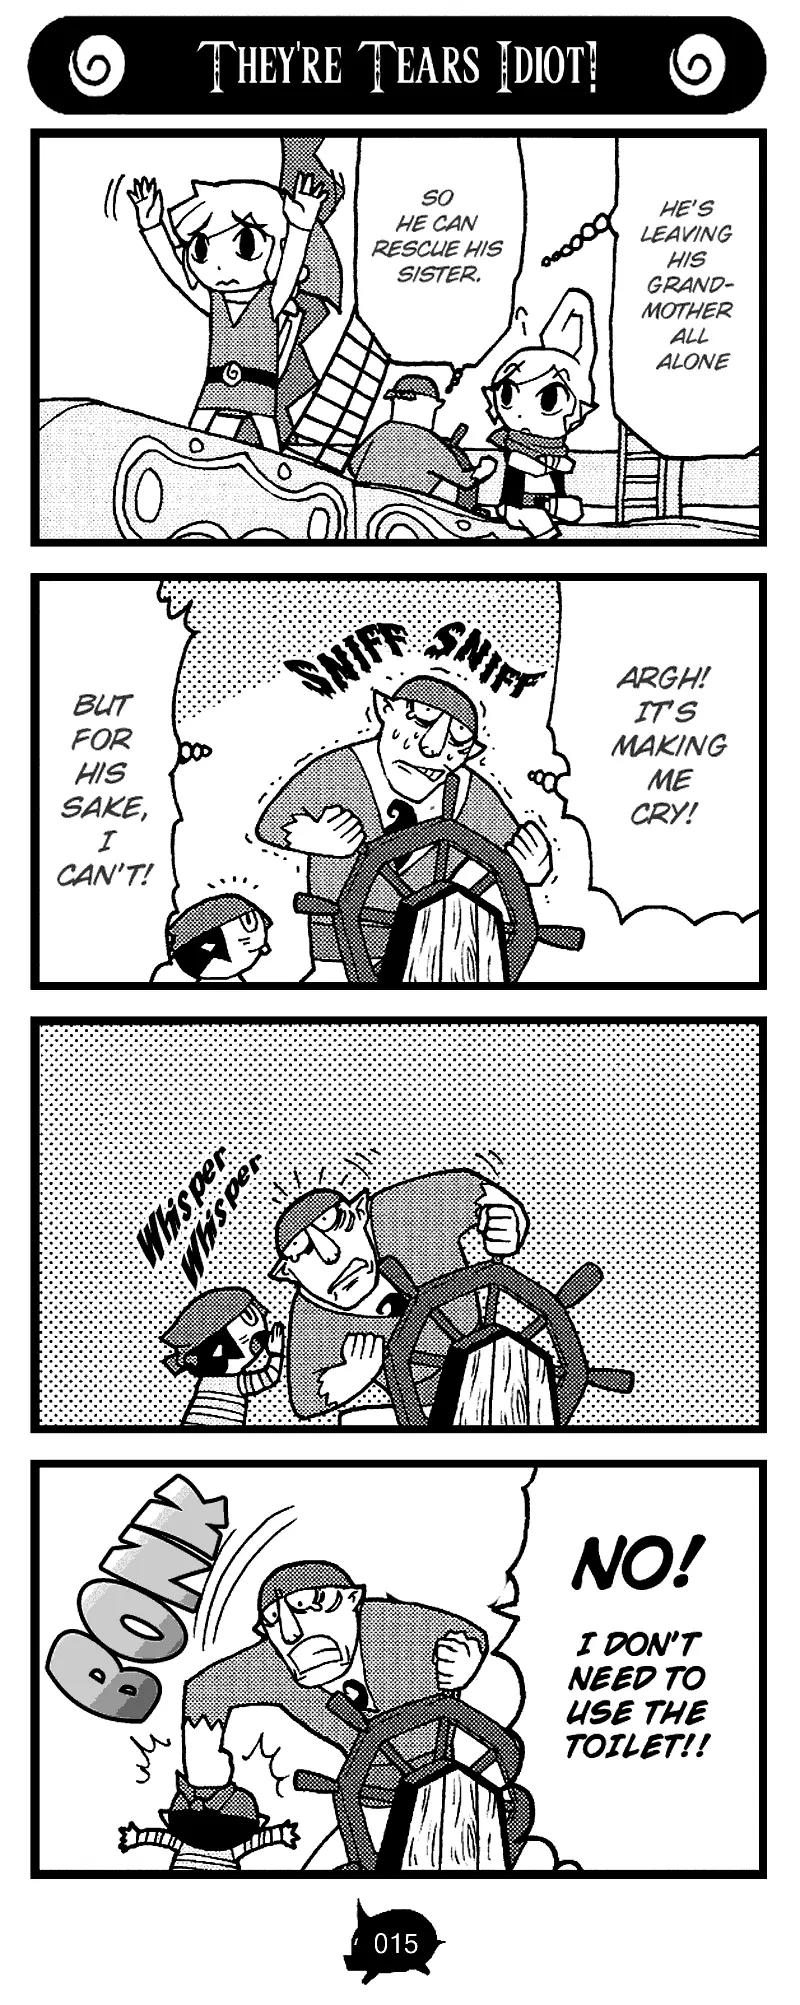 THEY'RE TEARS IDIOT!
HE'S
LEAVING
HIS
GRAND-
MOTHER
ALL
ALONE
SO
HE CAN
RESCUE HIS
SISTER.
ARGH!
IT'S
MAKING
ME
CRY!
SNIFF SNIFF
BUT
FOR
HIS
SAKE,
I
CAN'T!
Whisper
Whisper
NO!
I DON'T
NEED TO
USE THE
TOILET!!
BONK
015